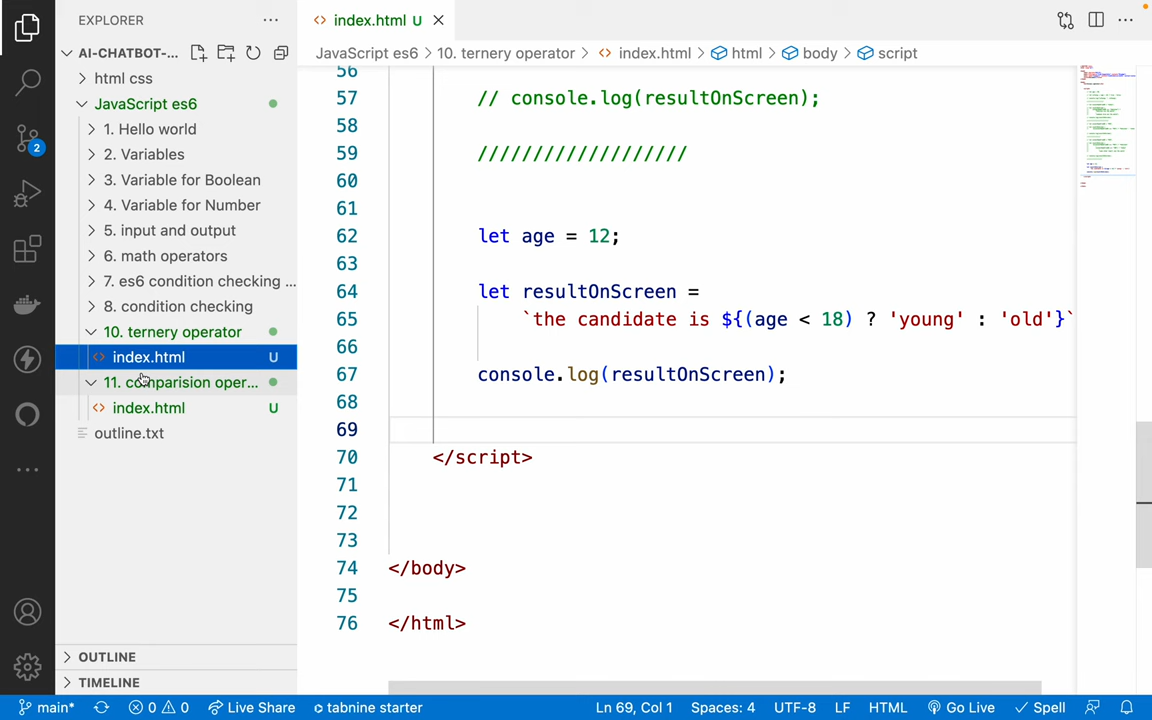 EXPLORER
index.html U
AI-CHATBOT-...
JavaScript es6 > 10. ternery operator > index.html > html > body > script
html css
JavaScript es6
1. Hello world
2. Variables
3. Variable for Boolean
4. Variable for Number
5. input and output
6. math operators
7. es6 condition checking ...
8. condition checking
10. ternery operator
index.html U
11. comparision oper...
index.html U
outline.txt
OUTLINE
TIMELINE
2
56
57 // console.log(resultOnScreen);
58
59 ///////////////////
60
61
62 let age = 12;
63
64 let resultOnScreen =
65 `the candidate is ${(age < 18) ? 'young' : 'old'}`
66
67 console.log(resultOnScreen);
68
69
70 </script>
71
72
73
74 </body>
75
76 </html>
main* 0 0 Live Share tabnine starter Ln 69, Col 1 Spaces: 4 UTF-8 LF HTML Go Live Spell